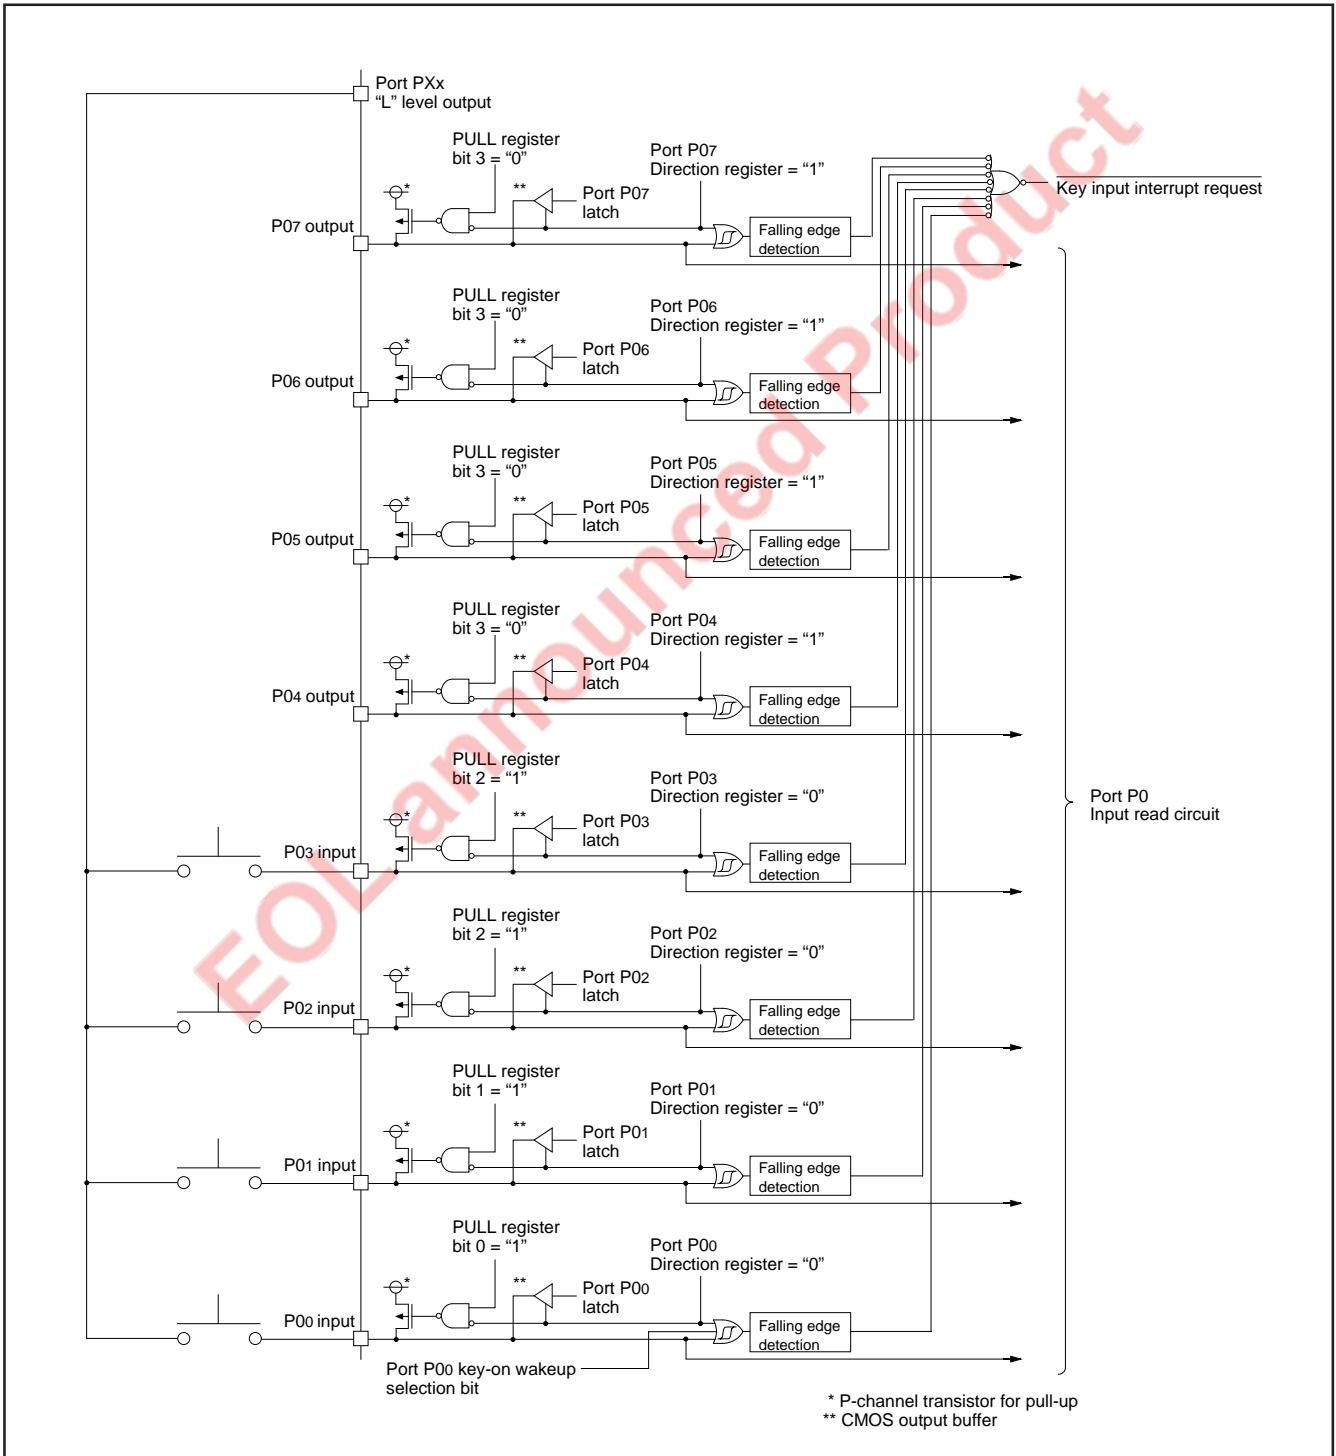 Port PXx
“L” level output
PULL register
bit 3 = “0”
Port P07
Direction register = “1”
*
**
Port P07
latch
P07 output
Falling edge
detection
Key input interrupt request
PULL register
bit 3 = “0”
Port P06
Direction register = “1”
*
**
Port P06
latch
P06 output
Falling edge
detection
PULL register
bit 3 = “0”
Port P05
Direction register = “1”
*
**
Port P05
latch
P05 output
Falling edge
detection
PULL register
bit 3 = “0”
Port P04
Direction register = “1”
*
**
Port P04
latch
P04 output
Falling edge
detection
PULL register
bit 2 = “1”
Port P03
Direction register = “0”
*
**
Port P03
latch
P03 input
Falling edge
detection
Port P0
Input read circuit
PULL register
bit 2 = “1”
Port P02
Direction register = “0”
*
**
Port P02
latch
P02 input
Falling edge
detection
PULL register
bit 1 = “1”
Port P01
Direction register = “0”
*
**
Port P01
latch
P01 input
Falling edge
detection
PULL register
bit 0 = “1”
Port P00
Direction register = “0”
*
**
Port P00
latch
P00 input
Falling edge
detection
Port P00 key-on wakeup
selection bit
* P-channel transistor for pull-up
** CMOS output buffer
EOL announced Product